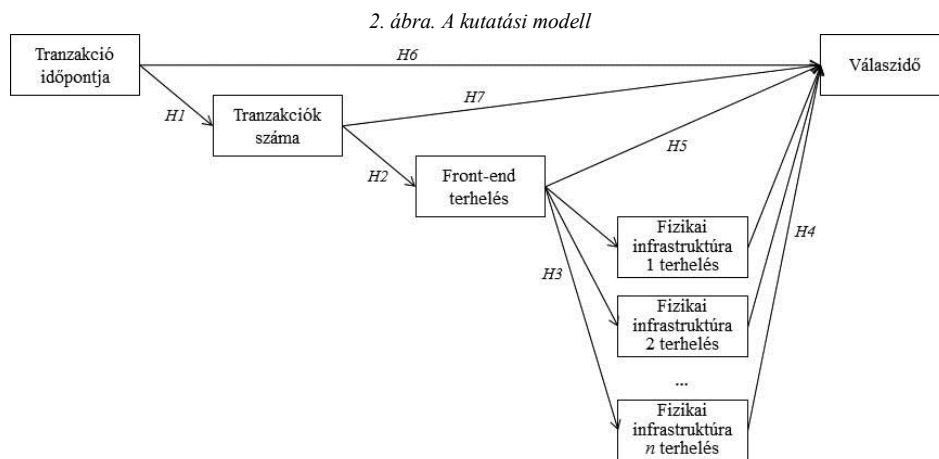 2. ábra. A kutatási modell
Tranzakció
időpontja
H6
Válaszidő
H1
Tranzakciók
száma
H7
H2
Front-end
terhelés
H5
Fizikai
infrastruktúra
1 terhelés
H4
H3
Fizikai
infrastruktúra
2 terhelés
...
Fizikai
infrastruktúra
n terhelés